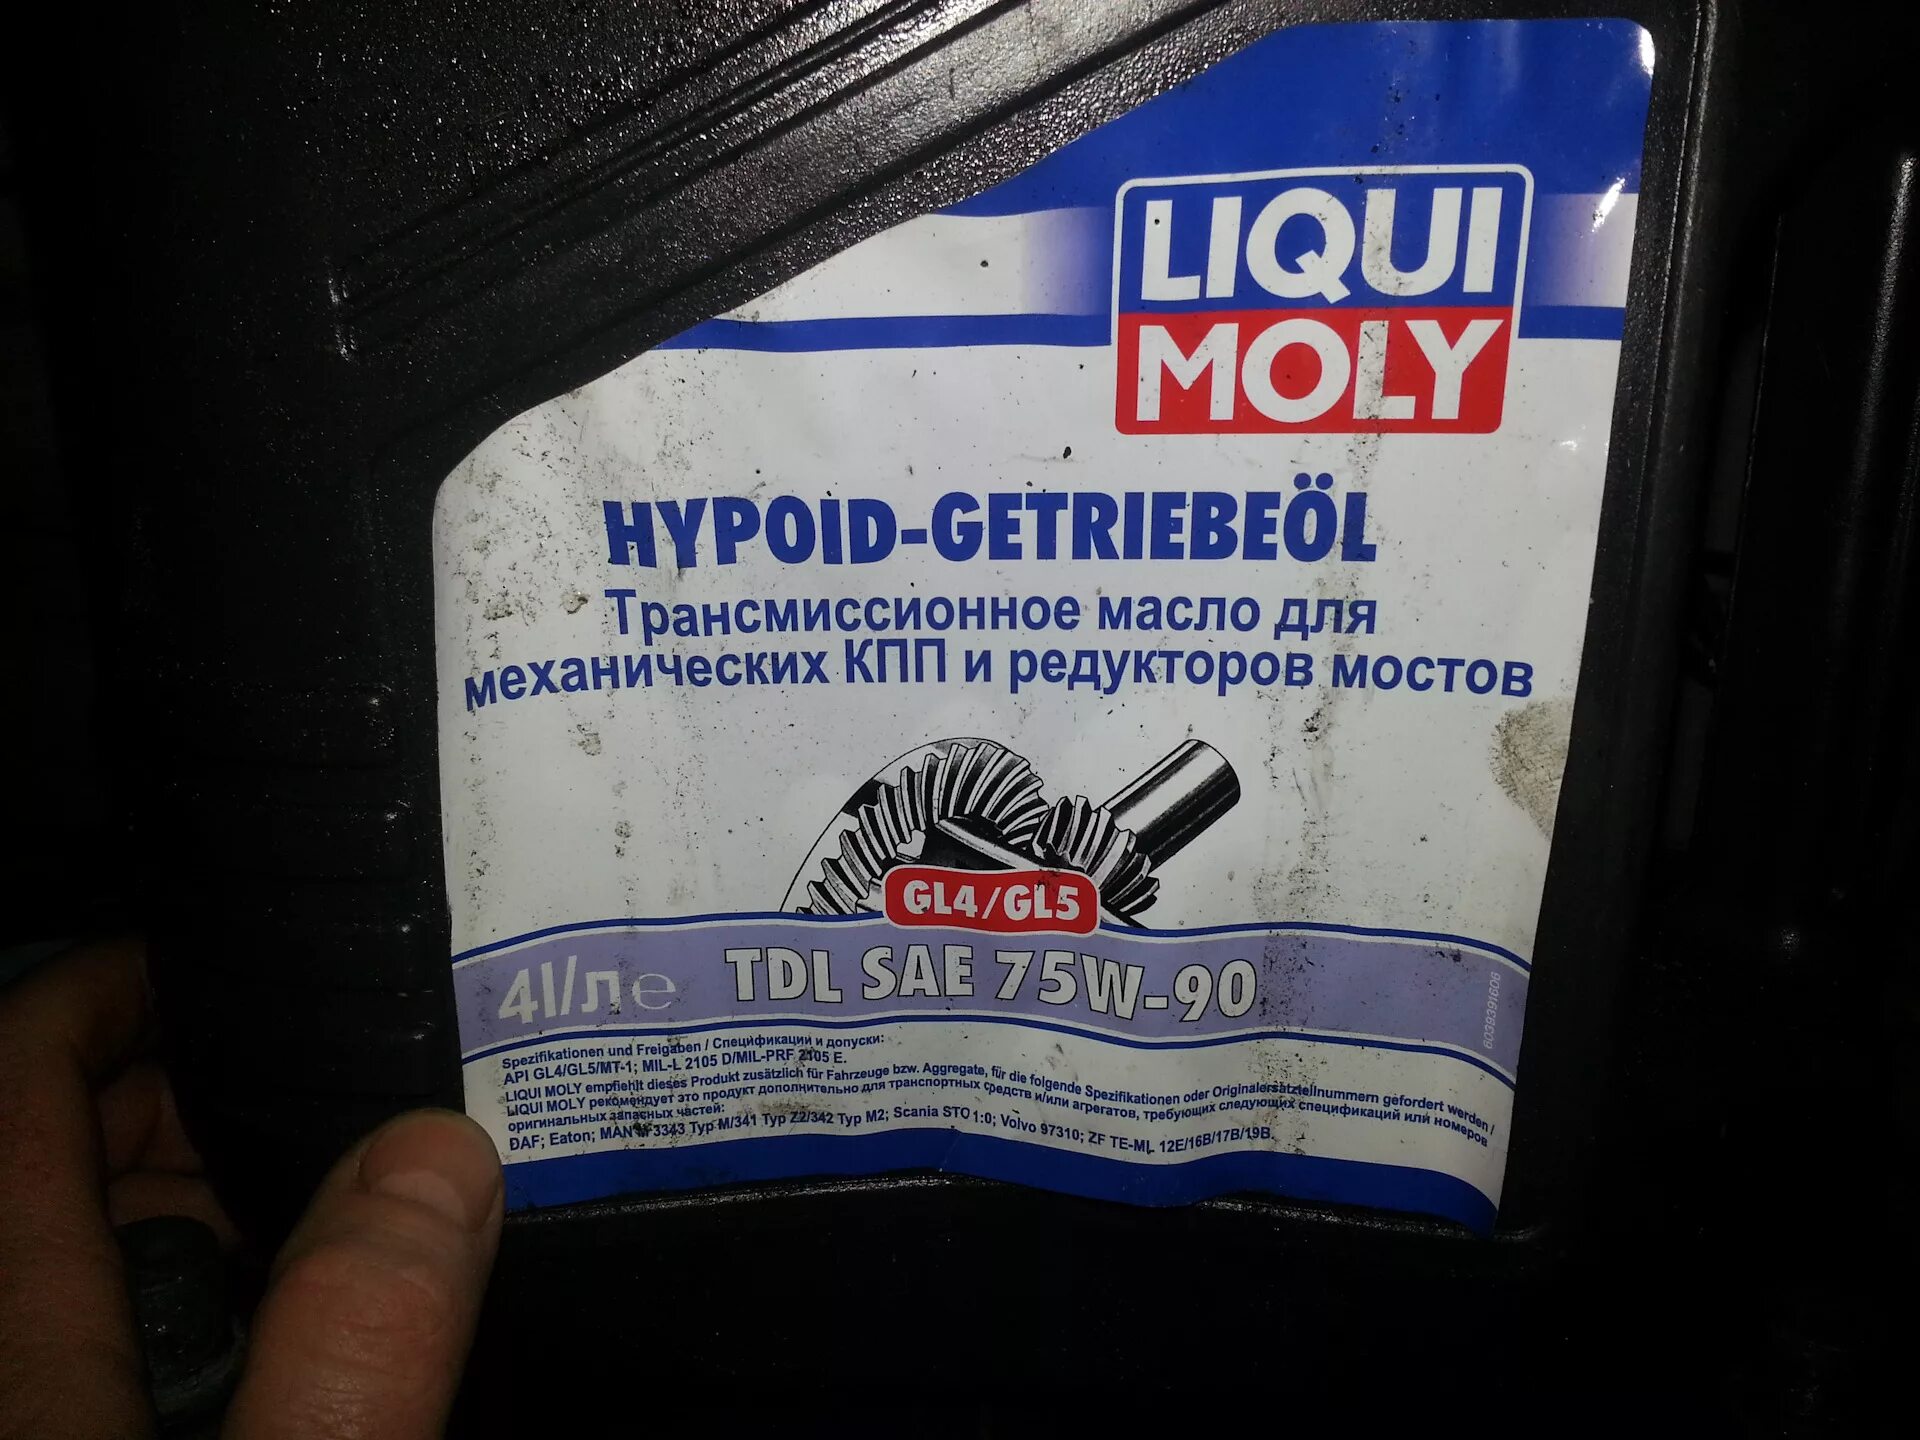 LIQUI
MOLY
HYPOID-GETRIEBEÖL
Трансмиссионное масло для
механических КПП и редукторов мостов
GL4/GL5
4l/л e TDL SAE 75W-90
6039391606
Spezifikationen und Freigaben / Спецификации и допуски:
API GL4/GL5/MT-1; MIL-L 2105 D/MIL-PRF 2105 E.
LIQUI MOLY empfiehlt dieses Produkt zusätzlich für Fahrzeuge bzw. Aggregate, für die folgende Spezifikationen oder Originalersatzteilnummern gefordert werden /
LIQUI MOLY рекомендует это продукт дополнительно для транспортных средств и/или агрегатов, требующих следующих спецификаций или номеров
оригинальных запасных частей:
DAF; Eaton; MAN 3343 Typ M/341 Typ Z2/342 Typ M2; Scania STO 1:0; Volvo 97310; ZF TE-ML 12E/16B/17B/19B.